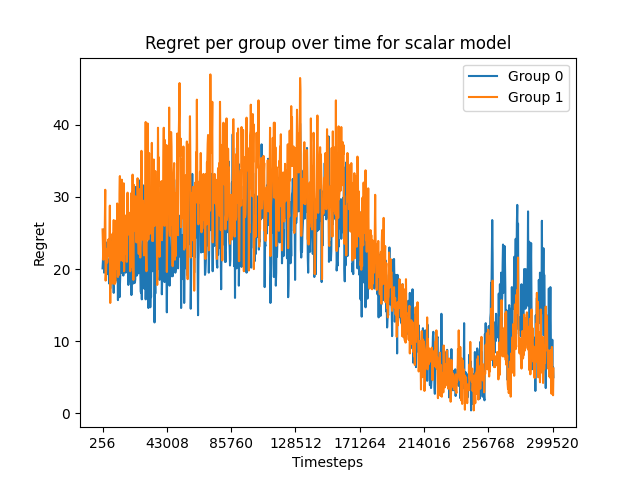 Regret per group over time for scalar model
Group 0
Group 1
40
30
20
10
0
Regret
256 43008 85760 128512 171264 214016 256768 299520
Timesteps